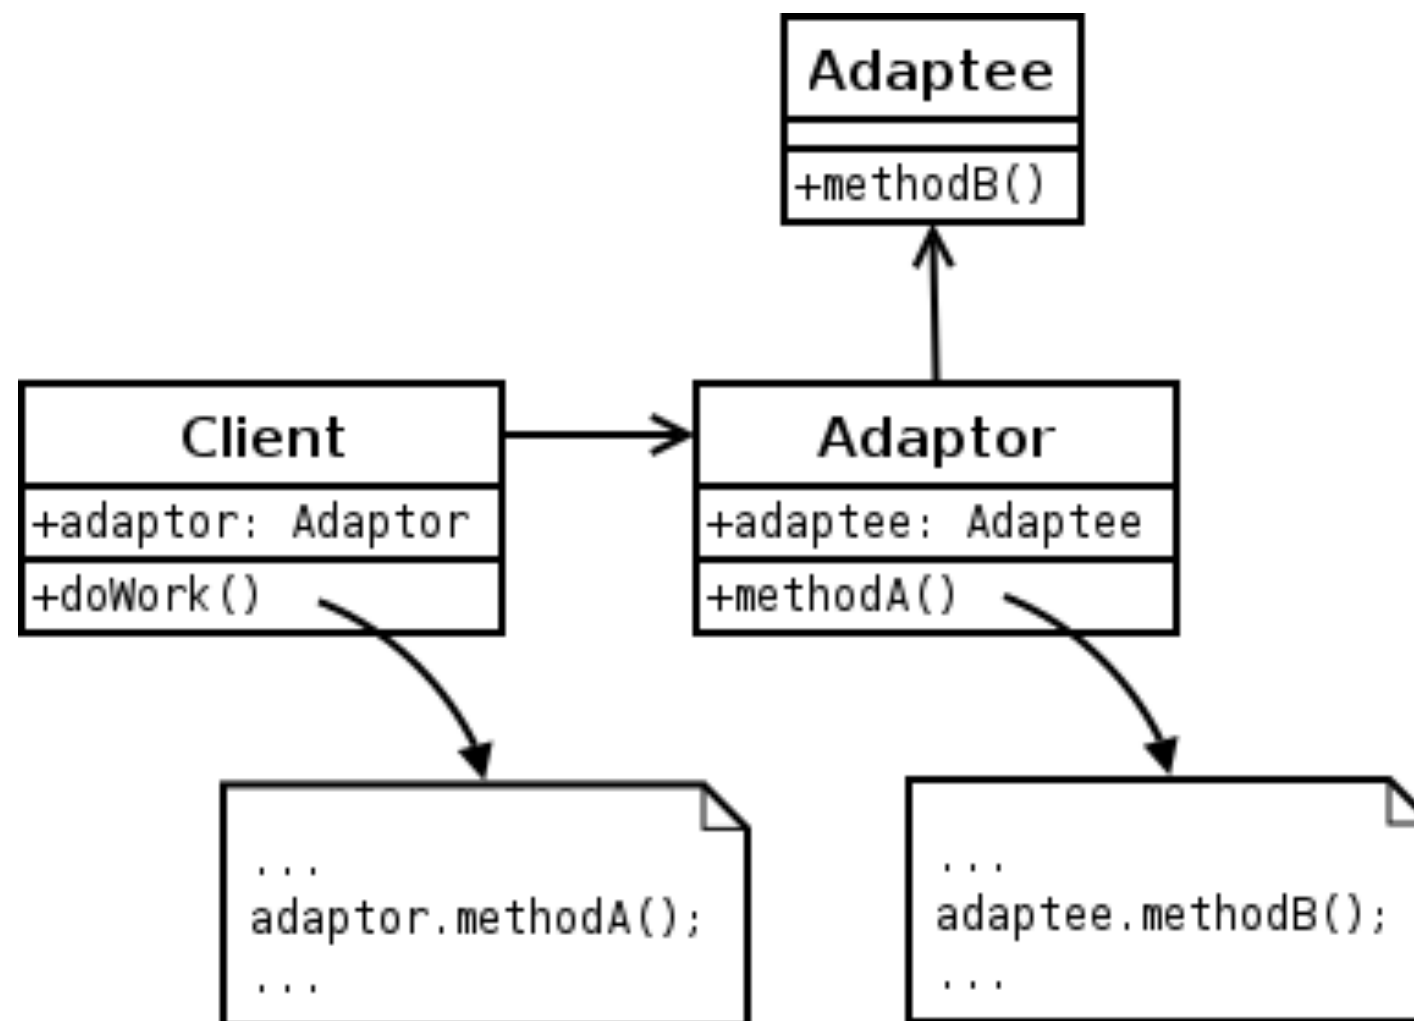 Adaptee
+methodB()
Client
+adaptor: Adaptor
+doWork()
Adaptor
+adaptee: Adaptee
+methodA()
...
adaptor.methodA();
...
...
adaptee.methodB();
...